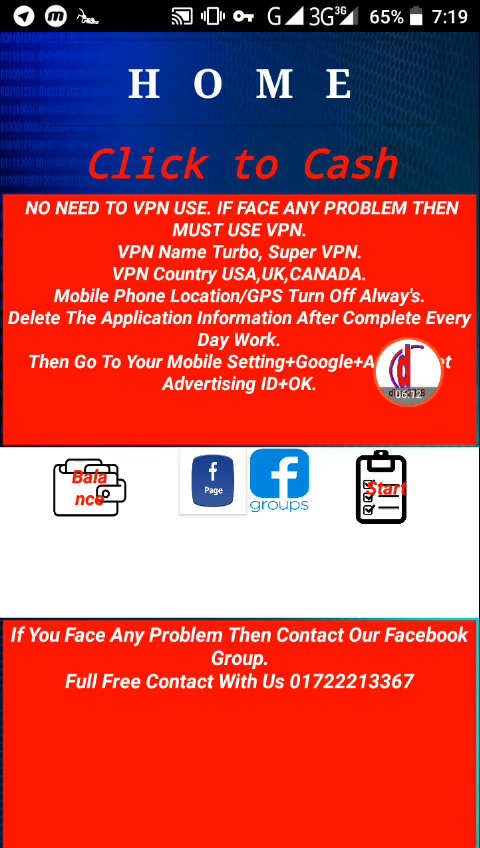 G 3G 3G 65% 7:19
H O M E
Click to Cash
NO NEED TO VPN USE. IF FACE ANY PROBLEM THEN
MUST USE VPN.
VPN Name Turbo, Super VPN.
VPN Country USA,UK,CANADA.
Mobile Phone Location/GPS Turn Off Alway's.
Delete The Application Information After Complete Every
Day Work.
Then Go To Your Mobile Setting+Google+
Advertising ID+OK.
Bala
nce
Page
groups
Start
If You Face Any Problem Then Contact Our Facebook
Group.
Full Free Contact With Us 01722213367